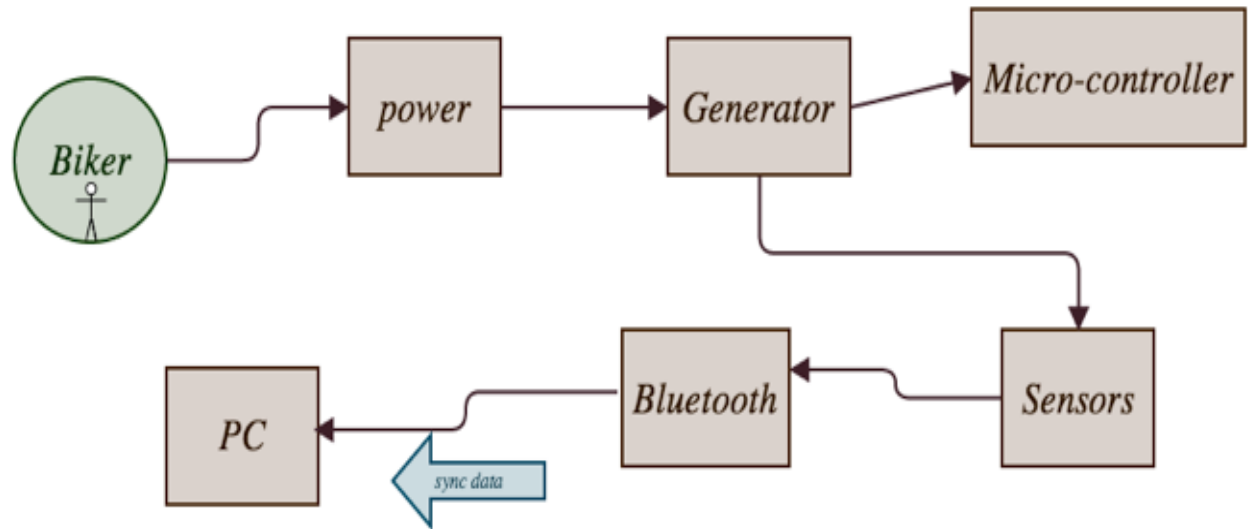 Biker
power
Generator
Micro-controller
PC
Bluetooth
Sensors
sync data